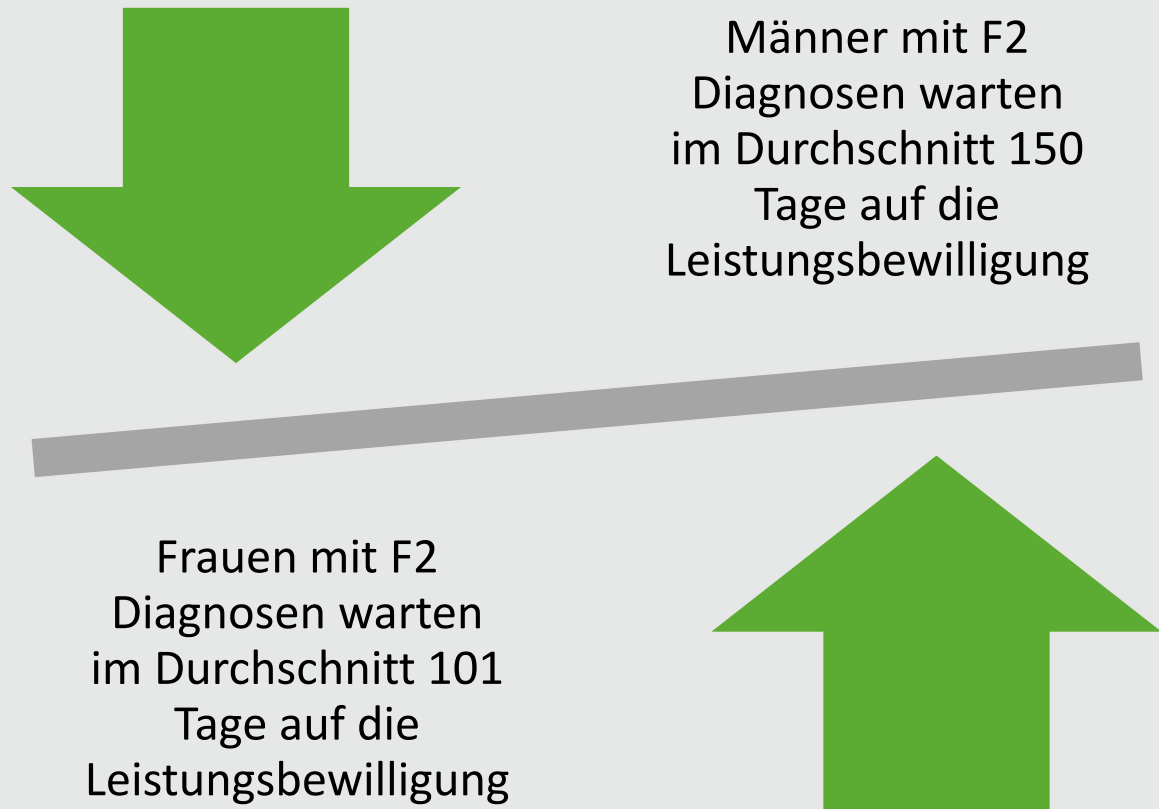 Männer mit F2
Diagnosen warten
im Durchschnitt 150
Tage auf die
Leistungsbewilligung
Frauen mit F2
Diagnosen warten
im Durchschnitt 101
Tage auf die
Leistungsbewilligung